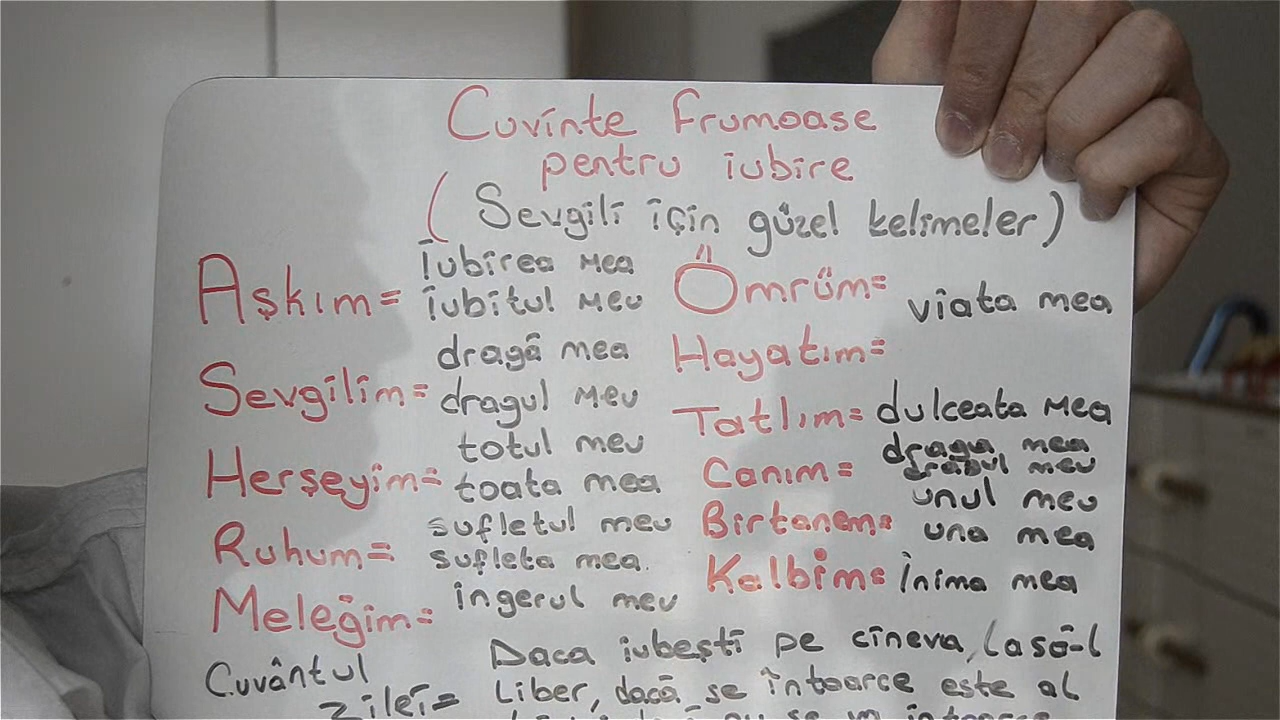 Cuvinte frumoase
pentru iubire
(Sevgili için güzel kelimeler)
Aşkım= iubirea mea
iubitul meu
Sevgilim= dragă mea
dragul meu
Herşeyim= totul meu
toata mea
Ruhum= sufletul meu
sufleta mea.
Meleğim= ingerul meu
Ömrüm= viata mea
Hayatım=
Tatlım= dulceata mea
Canım= draga mea
meu
Birtanem= unul meu
una mea
Kalbim= inima mea
Cuvântul zilei= Daca iubeşti pe cineva, lasă-l
liber, dacă se întoarce este al